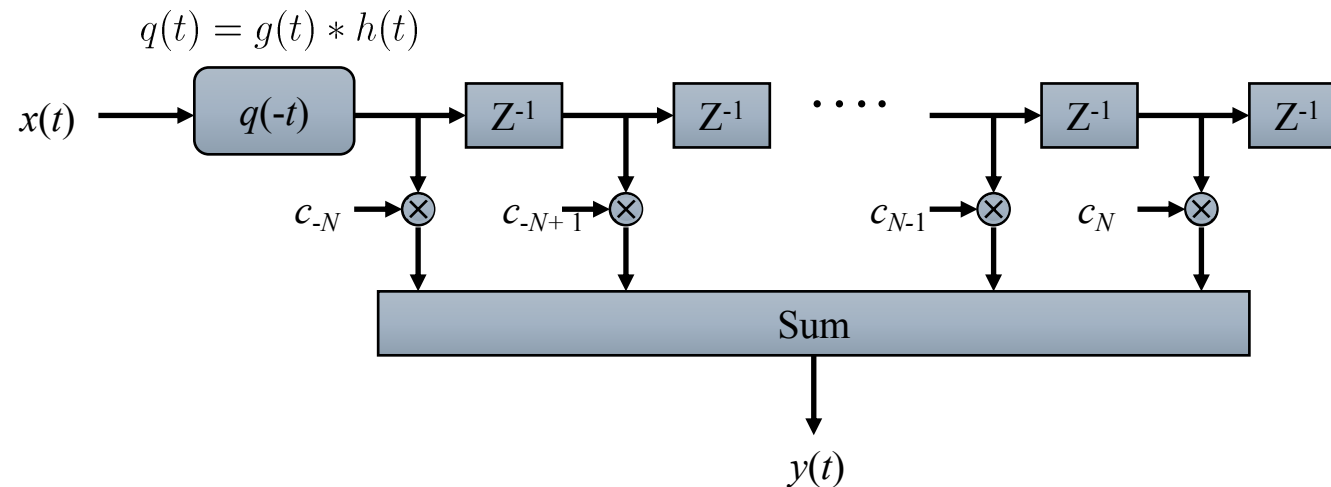 q(t) = g(t) * h(t)
x(t) q(-t) Z⁻¹ Z⁻¹ .... Z⁻¹ Z⁻¹
c₋N c₋N+1 cN-1 cN
Sum
y(t)